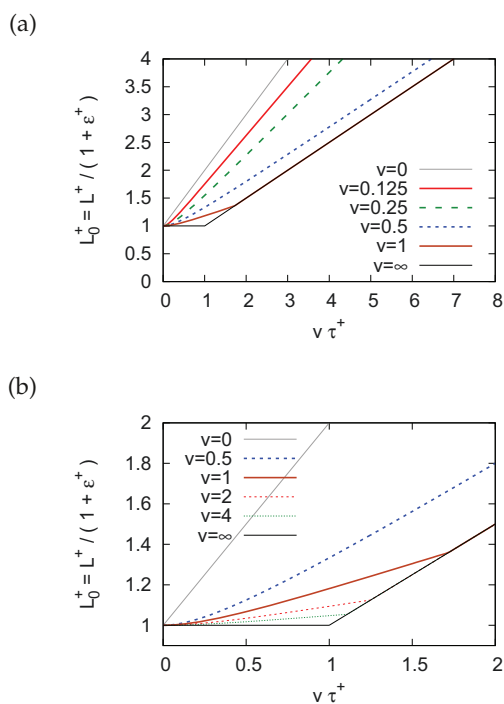 (a)
L₀⁺ = L⁺ / ( 1 + ε⁺ )
4
3.5
3
2.5
2
1.5
1
0.5
0
v=0
v=0.125
v=0.25
v=0.5
v=1
v=∞
0 1 2 3 4 5 6 7 8
v τ⁺
(b)
L₀⁺ = L⁺ / ( 1 + ε⁺ )
2
1.8
1.6
1.4
1.2
1
v=0
v=0.5
v=1
v=2
v=4
v=∞
0 0.5 1 1.5 2
v τ⁺